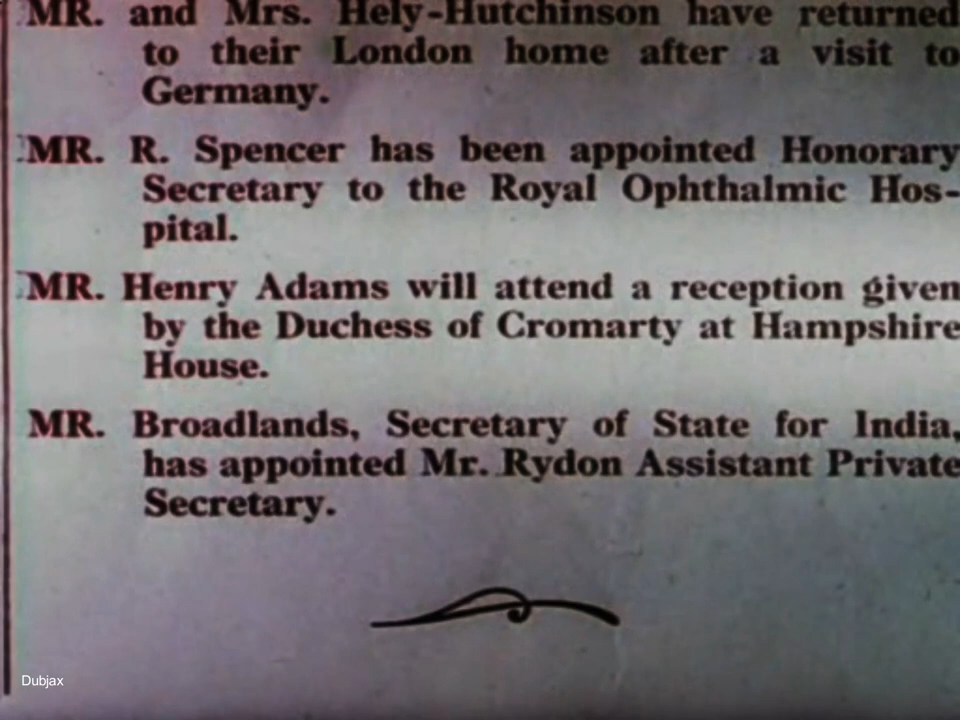 MR. and Mrs. Hely-Hutchinson have returned
to their London home after a visit to
Germany.
MR. R. Spencer has been appointed Honorary
Secretary to the Royal Ophthalmic Hos-
pital.
MR. Henry Adams will attend a reception given
by the Duchess of Cromarty at Hampshire
House.
MR. Broadlands, Secretary of State for India,
has appointed Mr. Rydon Assistant Private
Secretary.
Dubjax